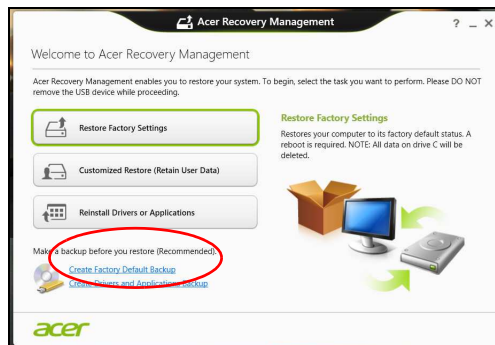 Acer Recovery Management
? _ X
Welcome to Acer Recovery Management
Acer Recovery Management enables you to restore your system. To begin, select the task you want to perform. Please DO NOT
remove the USB device while proceeding.
Restore Factory Settings
Customized Restore (Retain User Data)
Reinstall Drivers or Applications
Restore Factory Settings
Restores your computer to its factory default status. A
reboot is required. NOTE: All data on drive C will be
deleted.
Make a backup before you restore (Recommended).
Create Factory Default Backup
Create Drivers and Applications Backup
acer